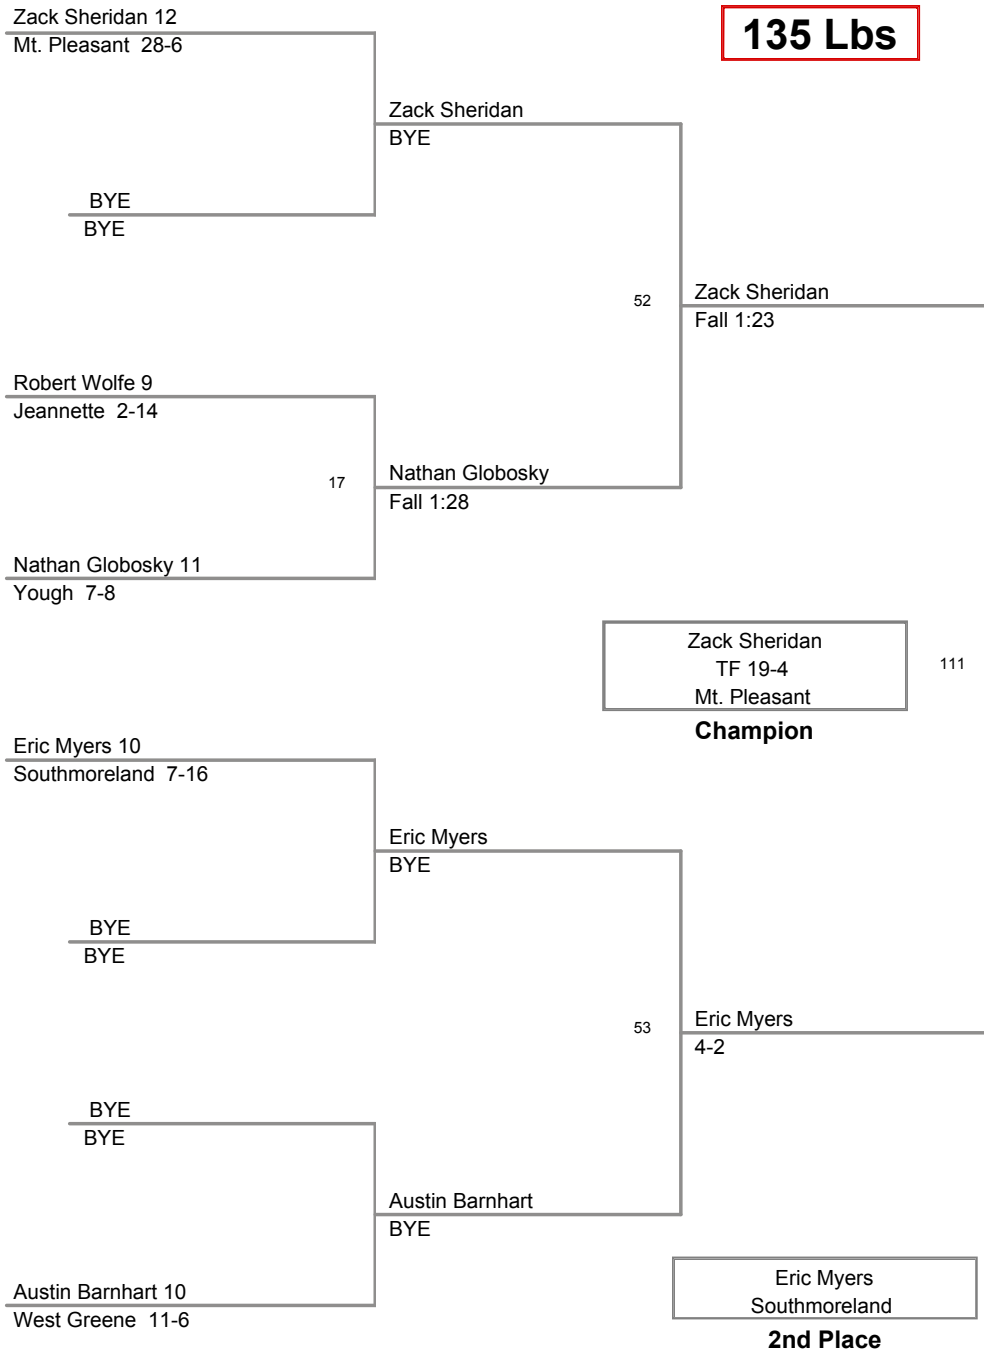 Zack Sheridan 12
Mt. Pleasant 28-6
135 Lbs
Zack Sheridan
BYE
BYE
BYE
52
Zack Sheridan
Fall 1:23
Robert Wolfe 9
Jeannette 2-14
17
Nathan Globosky
Fall 1:28
Nathan Globosky 11
Yough 7-8
Zack Sheridan
TF 19-4
Mt. Pleasant
111
Champion
Eric Myers 10
Southmoreland 7-16
Eric Myers
BYE
BYE
BYE
53
Eric Myers
4-2
BYE
BYE
Austin Barnhart
BYE
Austin Barnhart 10
West Greene 11-6
Eric Myers
Southmoreland
2nd Place